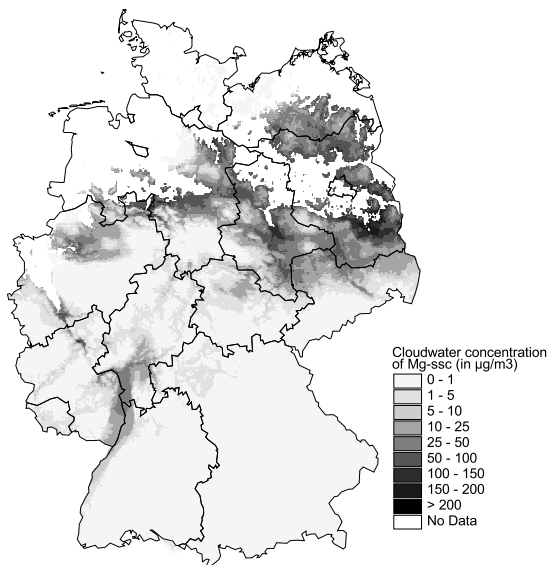 Cloudwater concentration
of Mg-ssc (in µg/m3)
0 - 1
1 - 5
5 - 10
10 - 25
25 - 50
50 - 100
100 - 150
150 - 200
> 200
No Data